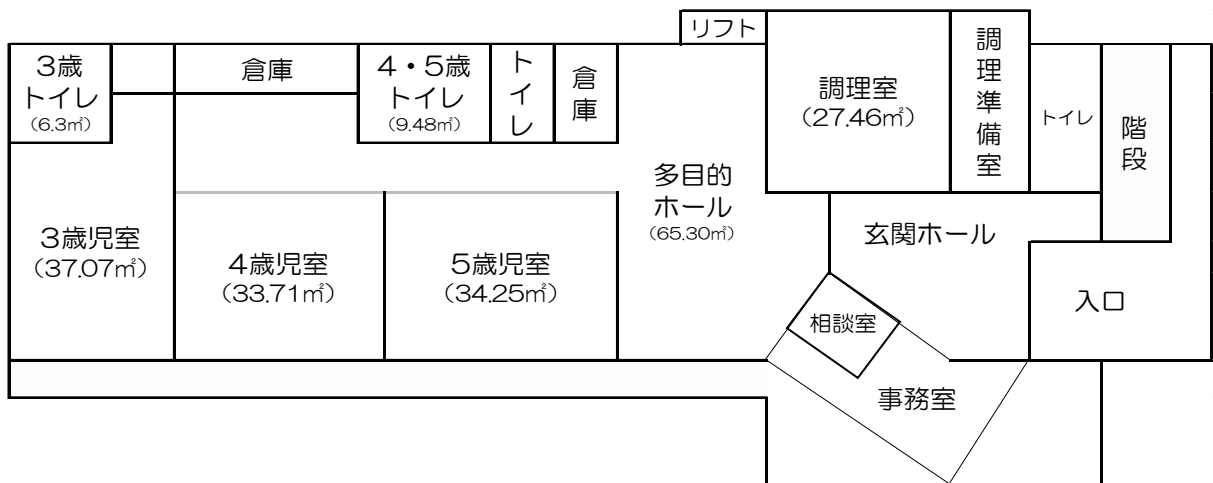 リフト
3歳
トイレ
(6.3㎡)
倉庫
4・5歳
トイレ
(9.48㎡)
トイレ
倉庫
調理室
(27.46㎡)
調理準備室
トイレ
階段
多目的
ホール
(65.30㎡)
3歳児室
(37.07㎡)
4歳児室
(33.71㎡)
5歳児室
(34.25㎡)
玄関ホール
相談室
入口
事務室